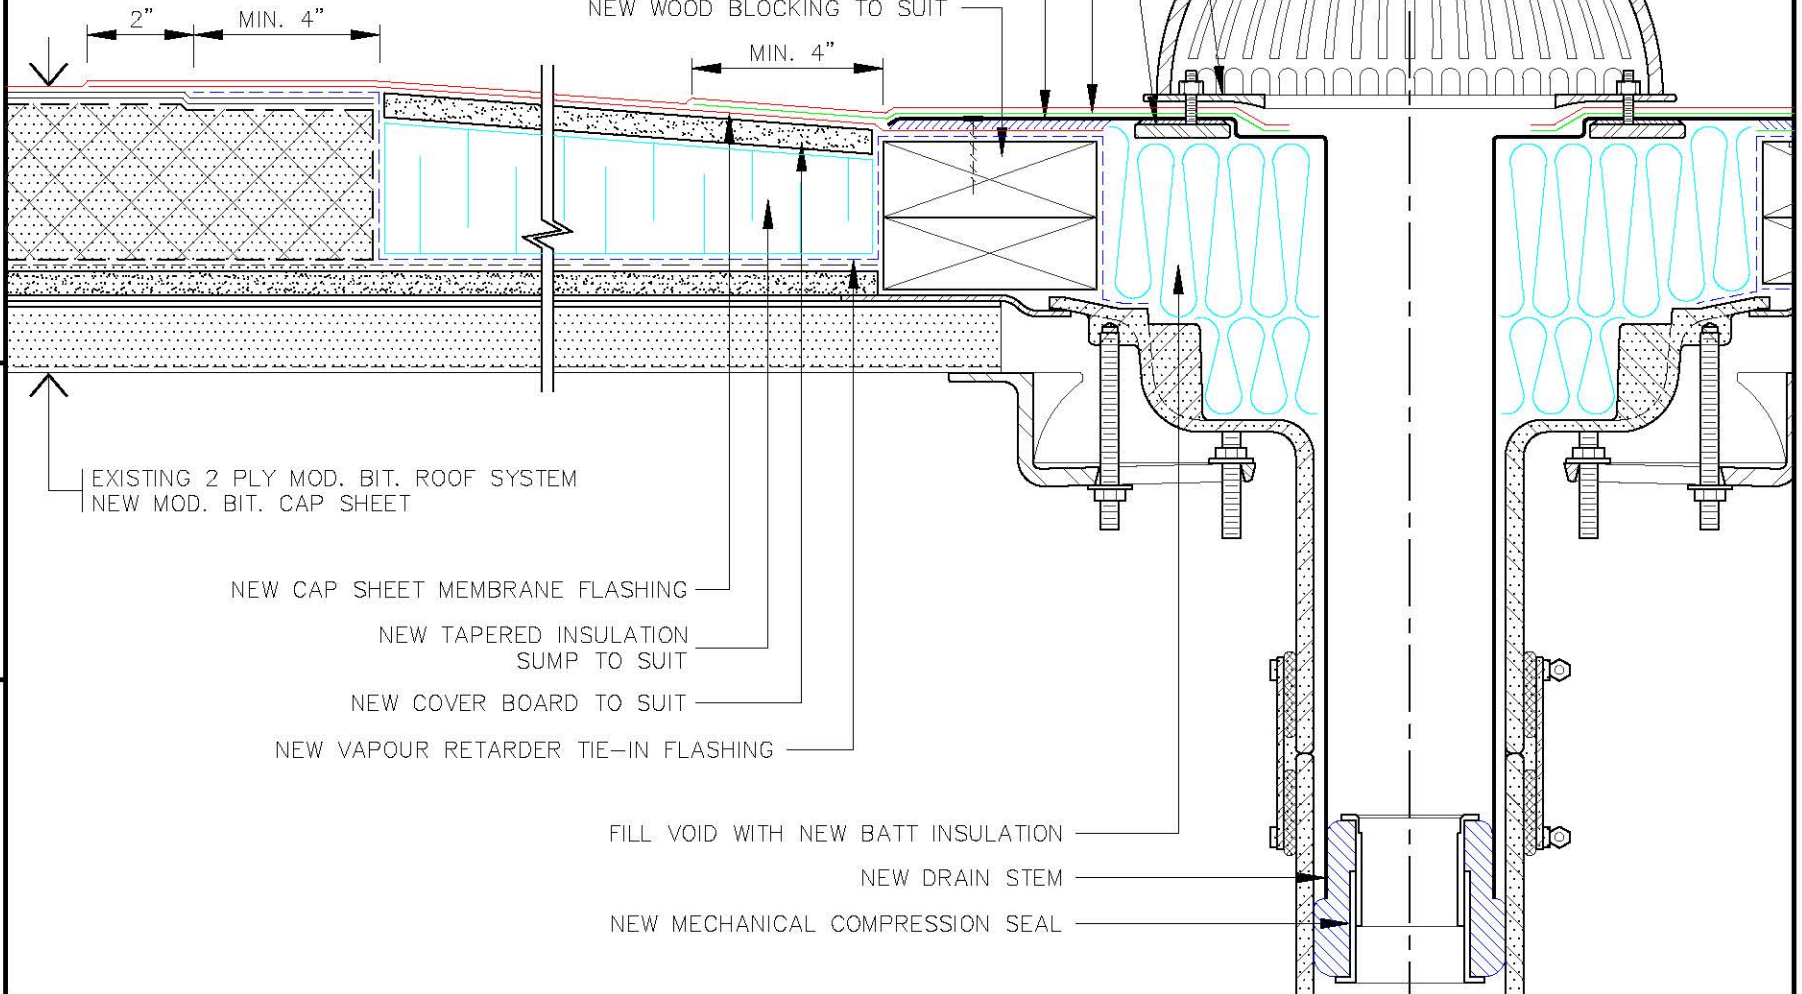 NEW WOOD BLOCKING TO SUIT
2” MIN. 4”
MIN. 4”
EXISTING 2 PLY MOD. BIT. ROOF SYSTEM
NEW MOD. BIT. CAP SHEET
NEW CAP SHEET MEMBRANE FLASHING
NEW TAPERED INSULATION
SUMP TO SUIT
NEW COVER BOARD TO SUIT
NEW VAPOUR RETARDER TIE–IN FLASHING
FILL VOID WITH NEW BATT INSULATION
NEW DRAIN STEM
NEW MECHANICAL COMPRESSION SEAL